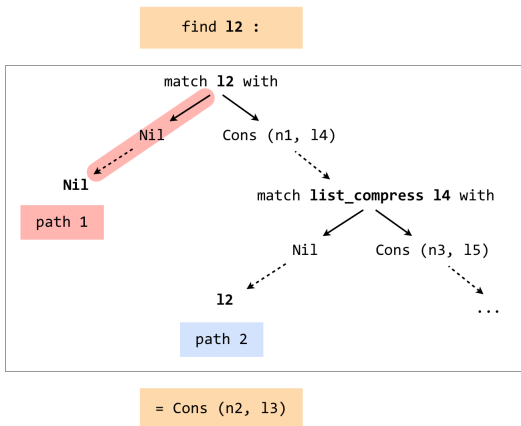 find l2 :
match l2 with
Nil
Cons (n1, l4)
Nil
path 1
match list_compress l4 with
Nil
Cons (n3, l5)
l2
...
path 2
= Cons (n2, l3)